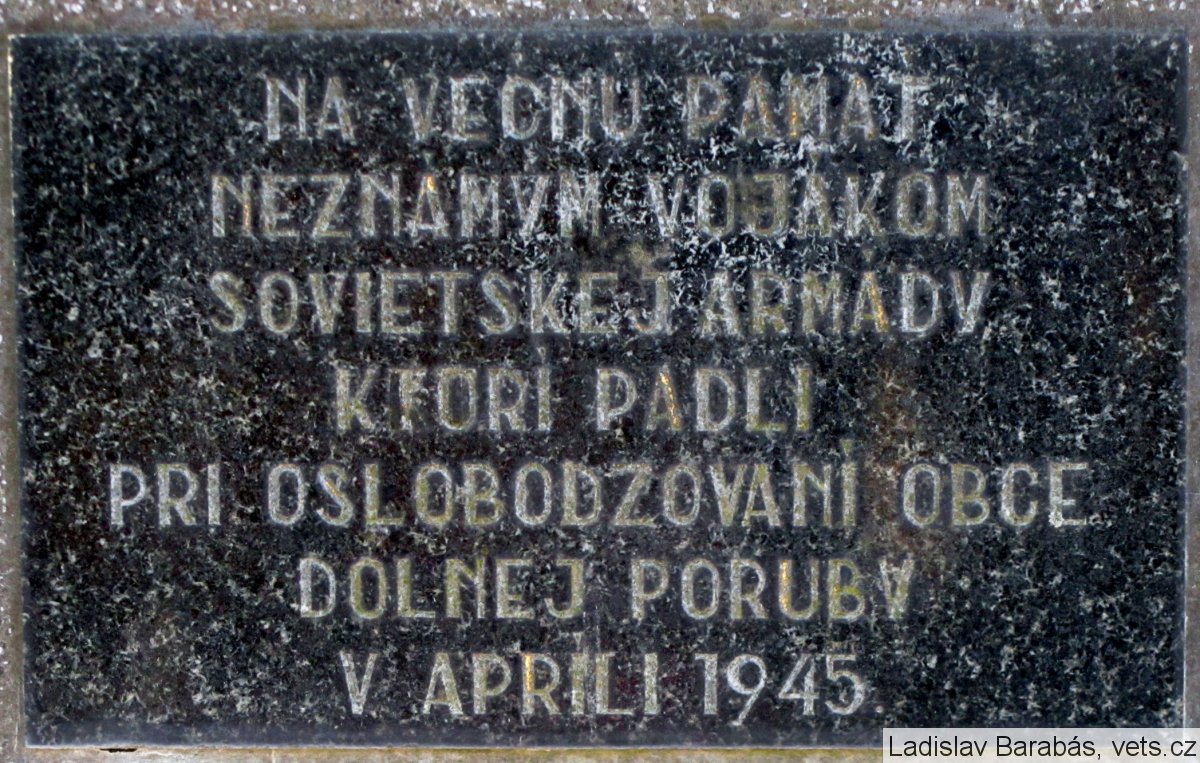 NA VEČNÚ PAMÄŤ
NEZNÁMYM VOJAKOM
SOVIETSKEJ ARMÁDY
KTORÍ PADLI
PRI OSLOBODZOVANÍ OBCE
DOLNEJ PORUBA
V APRÍLI 1945.
Ladislav Barabás, vets.cz